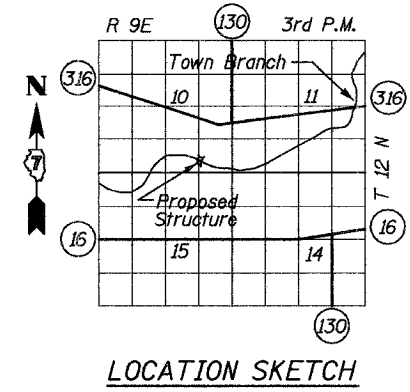 R 9E 130 3rd P.M.
Town Branch
316
N
10 11 316
7
T 12 N
Proposed
Structure
16
16 15 14
130
LOCATION SKETCH